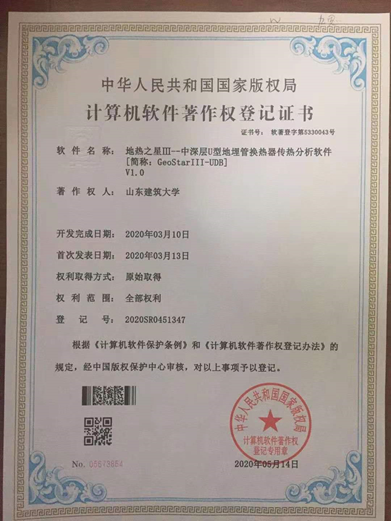 中华人民共和国国家版权局
计算机软件著作权登记证书
证书号： 软著登字第5330043号
软件名称： 地热之星III--中深层U型地埋管换热器传热分析软件
[简称：GeoStarIII-UDB]
V1.0
著作权人： 山东建筑大学
开发完成日期： 2020年03月10日
首次发表日期： 2020年03月13日
权利取得方式： 原始取得
权利范围： 全部权利
登记号： 2020SR0451347
根据《计算机软件保护条例》和《计算机软件著作权登记办法》的
规定，经中国版权保护中心审核，对以上事项予以登记。
中华人民共和国国家版权局
计算机软件著作权
登记专用章
No.
2020年05月14日